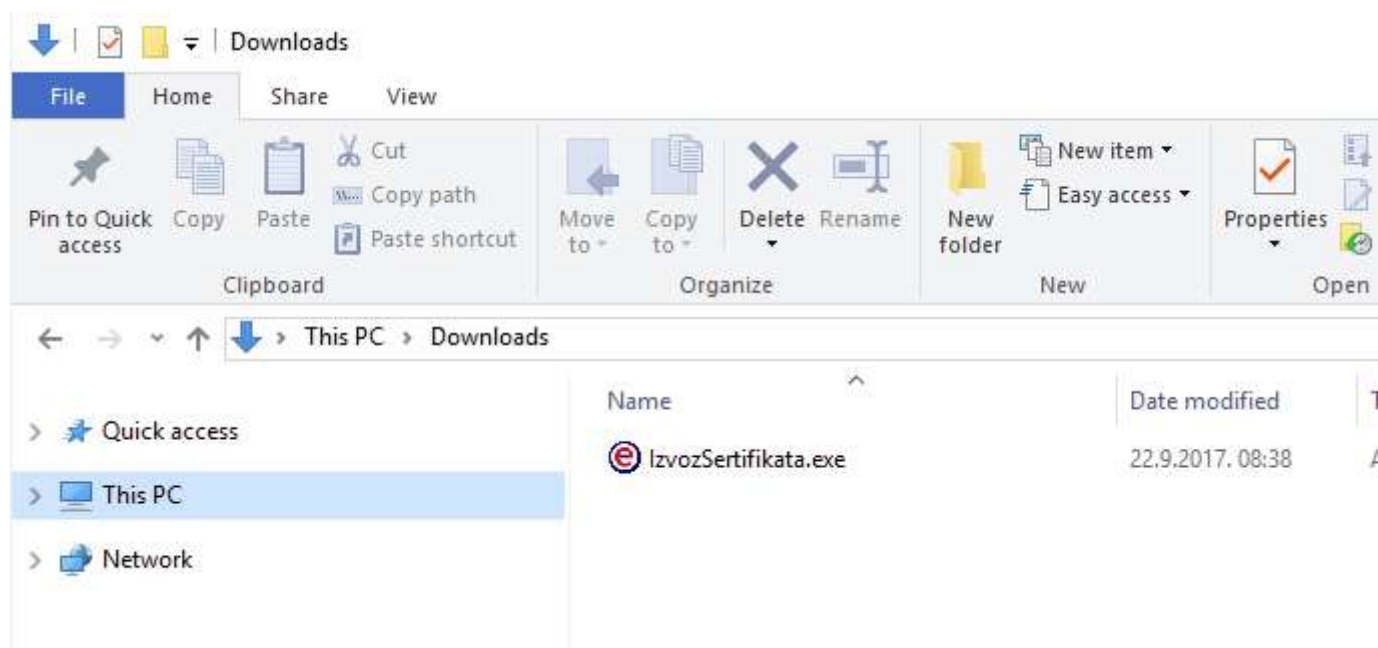 Downloads
File Home Share View
Cut
Copy path
Paste shortcut
Pin to Quick access
Copy
Paste
Clipboard
Move to
Copy to
Delete
Rename
Organize
New folder
New item
Easy access
New
Properties
Open
This PC > Downloads
Quick access
This PC
Network
Name Date modified
IzvozSertifikata.exe 22.9.2017. 08:38